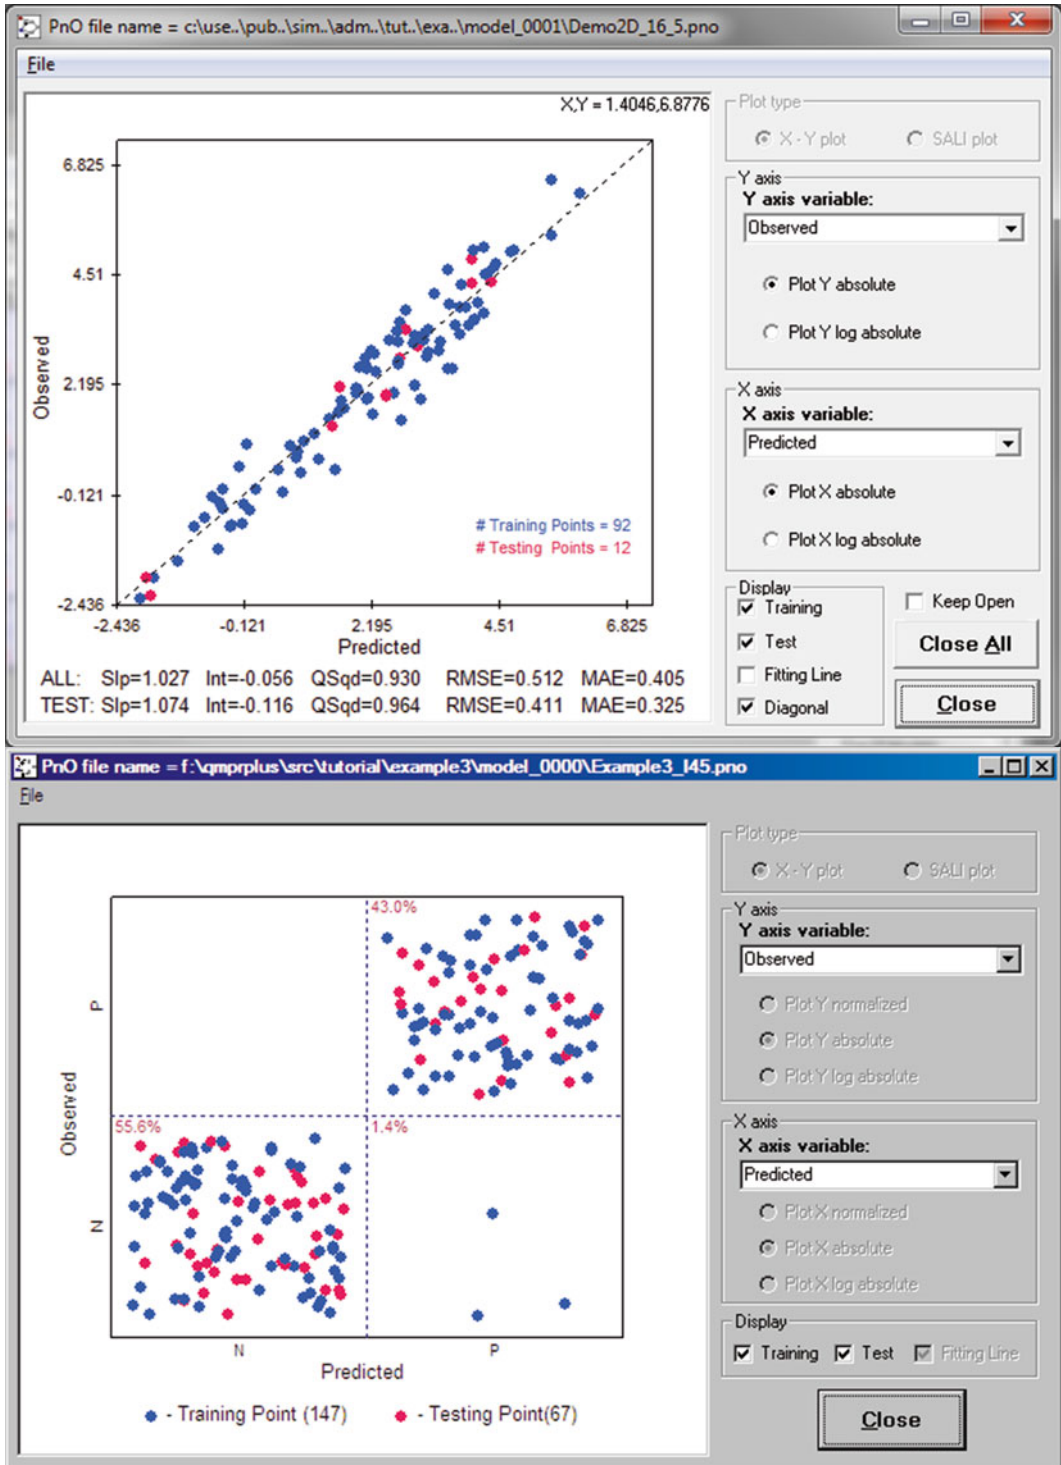 PnO file name = c:\use..\pub..\sim..\adm..\tut..\exa..\model_0001\Demo2D_16_5.pno
File
X,Y = 1.4046,6.8776
6.825
4.51
2.195
-0.121
-2.436
Observed
# Training Points = 92
# Testing Points = 12
-2.436 -0.121 2.195 4.51 6.825
Predicted
ALL: Slp=1.027 Int=-0.056 QSqd=0.930 RMSE=0.512 MAE=0.405
TEST: Slp=1.074 Int=-0.116 QSqd=0.964 RMSE=0.411 MAE=0.325
Plot type
X - Y plot SALI plot
Y axis
Y axis variable:
Observed
Plot Y absolute
Plot Y log absolute
X axis
X axis variable:
Predicted
Plot X absolute
Plot X log absolute
Display
Training
Test
Fitting Line
Diagonal
Keep Open
Close All
Close
PnO file name = f:\qmprplus\src\tutorial\example3\model_0000\Example3_I45.pno
File
43.0%
P
Observed
55.6% 1.4%
N
N P
Predicted
- Training Point (147) - Testing Point(67)
Plot type
X - Y plot SALI plot
Y axis
Y axis variable:
Observed
Plot Y normalized
Plot Y absolute
Plot Y log absolute
X axis
X axis variable:
Predicted
Plot X normalized
Plot X absolute
Plot X log absolute
Display
Training Test Fitting Line
Close